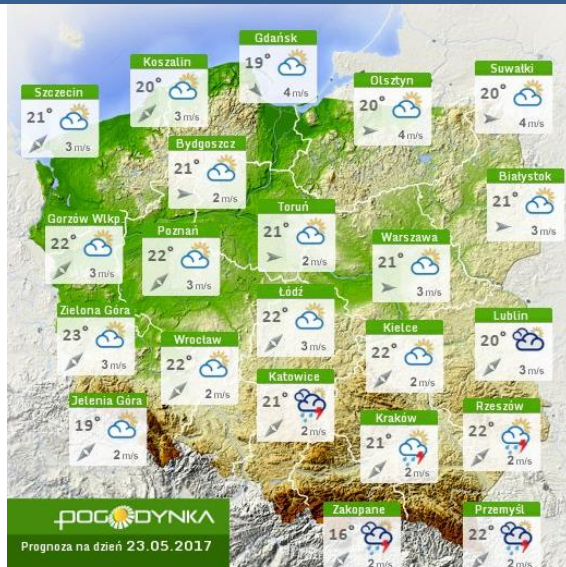 Gdańsk
19°
4 m/s
Koszalin
20°
3 m/s
Olsztyn
20°
4 m/s
Suwałki
20°
4 m/s
Szczecin
21°
3 m/s
Bydgoszcz
21°
2 m/s
Białystok
21°
3 m/s
Toruń
21°
2 m/s
Gorzów Wlkp
22°
3 m/s
Poznań
22°
3 m/s
Warszawa
21°
3 m/s
Łódź
22°
3 m/s
Zielona Góra
23°
3 m/s
Wrocław
22°
2 m/s
Kielce
22°
2 m/s
Lublin
20°
3 m/s
Katowice
21°
2 m/s
Jelenia Góra
19°
2 m/s
Kraków
21°
2 m/s
Rzeszów
22°
2 m/s
Zakopane
16°
2 m/s
Przemyśl
22°
2 m/s
POGODYNKA
Prognoza na dzień 23.05.2017